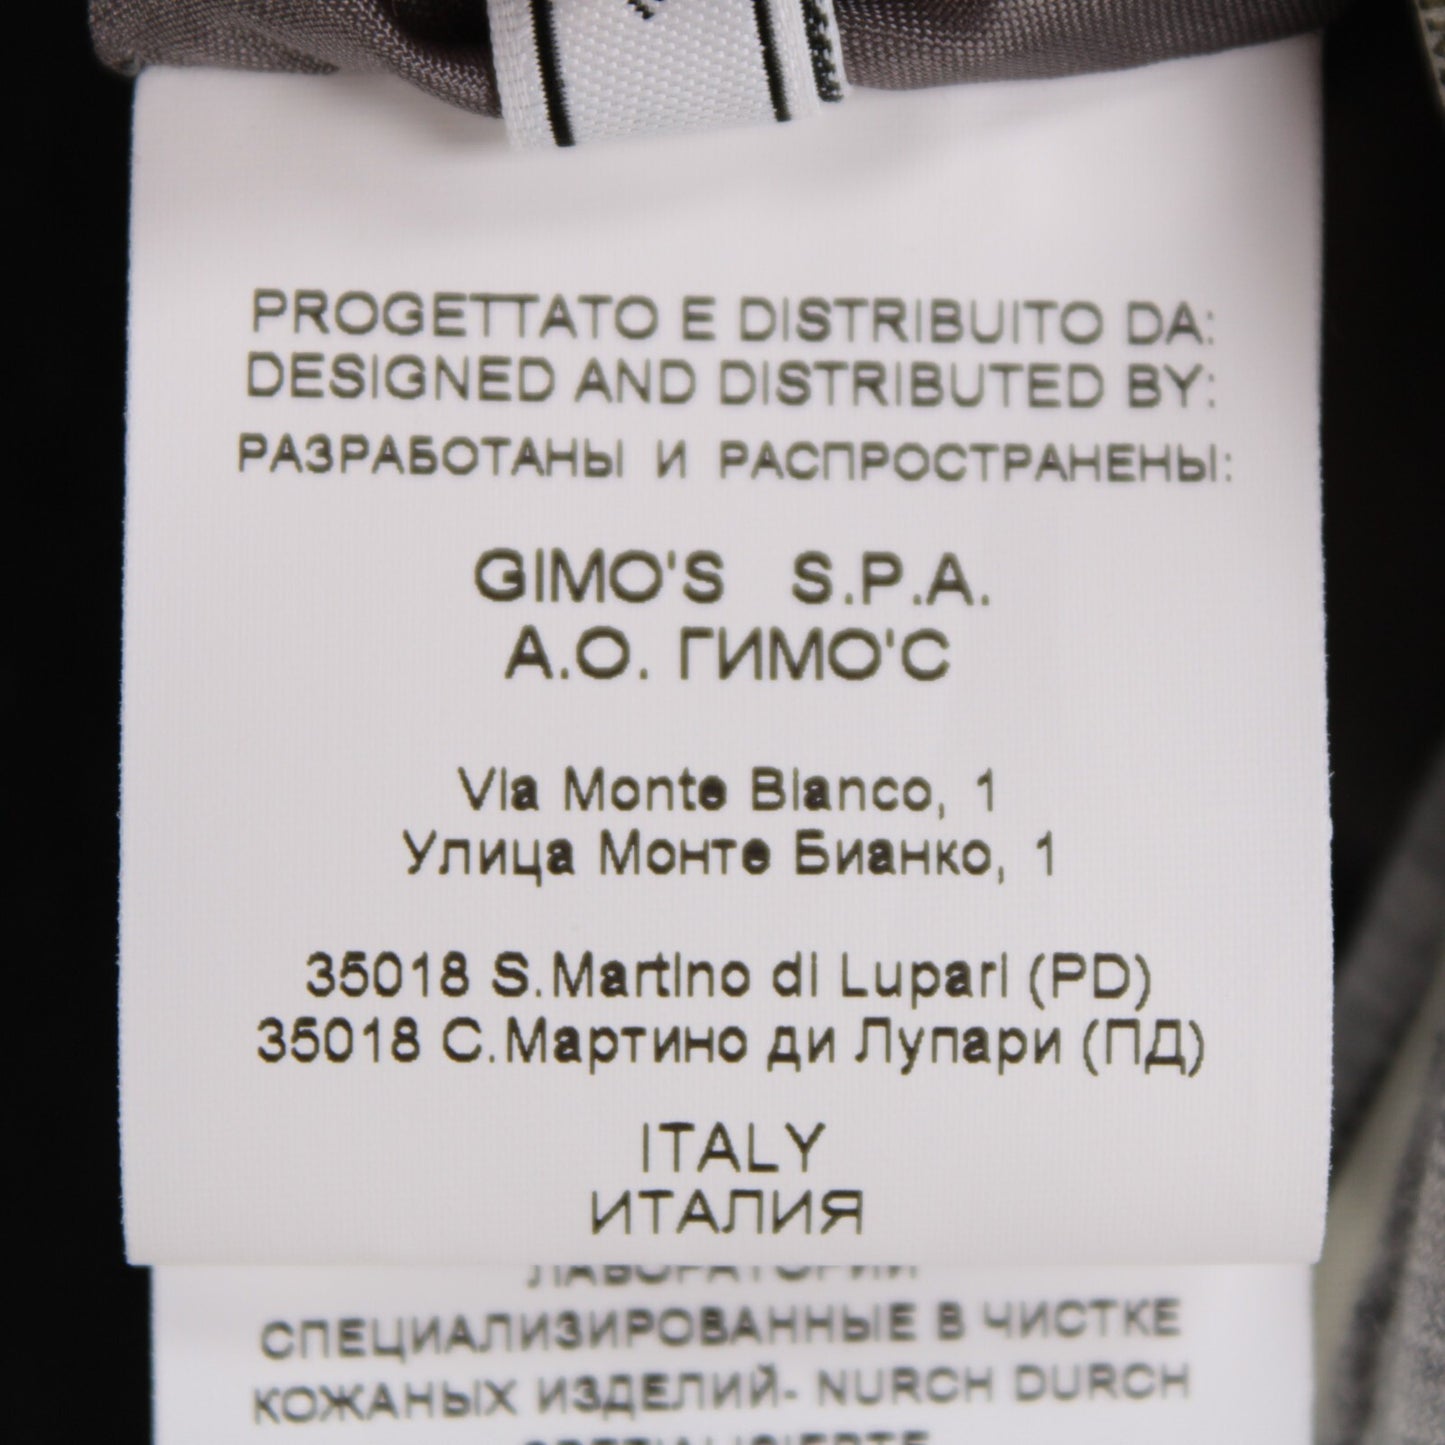 PROGETTATO E DISTRIBUITO DA:
DESIGNED AND DISTRIBUTED BY:
РАЗРАБОТАНЫ И РАСПРОСТРАНЕНЫ:
GIMO'S S.P.A.
А.О. ГИМО'С
Via Monte Bianco, 1
Улица Монте Бианко, 1
35018 S.Martino di Lupari (PD)
35018 С.Мартино ди Лупари (ПД)
ITALY
ИТАЛИЯ
ЛАБОРАТОРИИ
СПЕЦИАЛИЗИРОВАННЫЕ В ЧИСТКЕ
КОЖАНЫХ ИЗДЕЛИЙ- NURCH DURCH